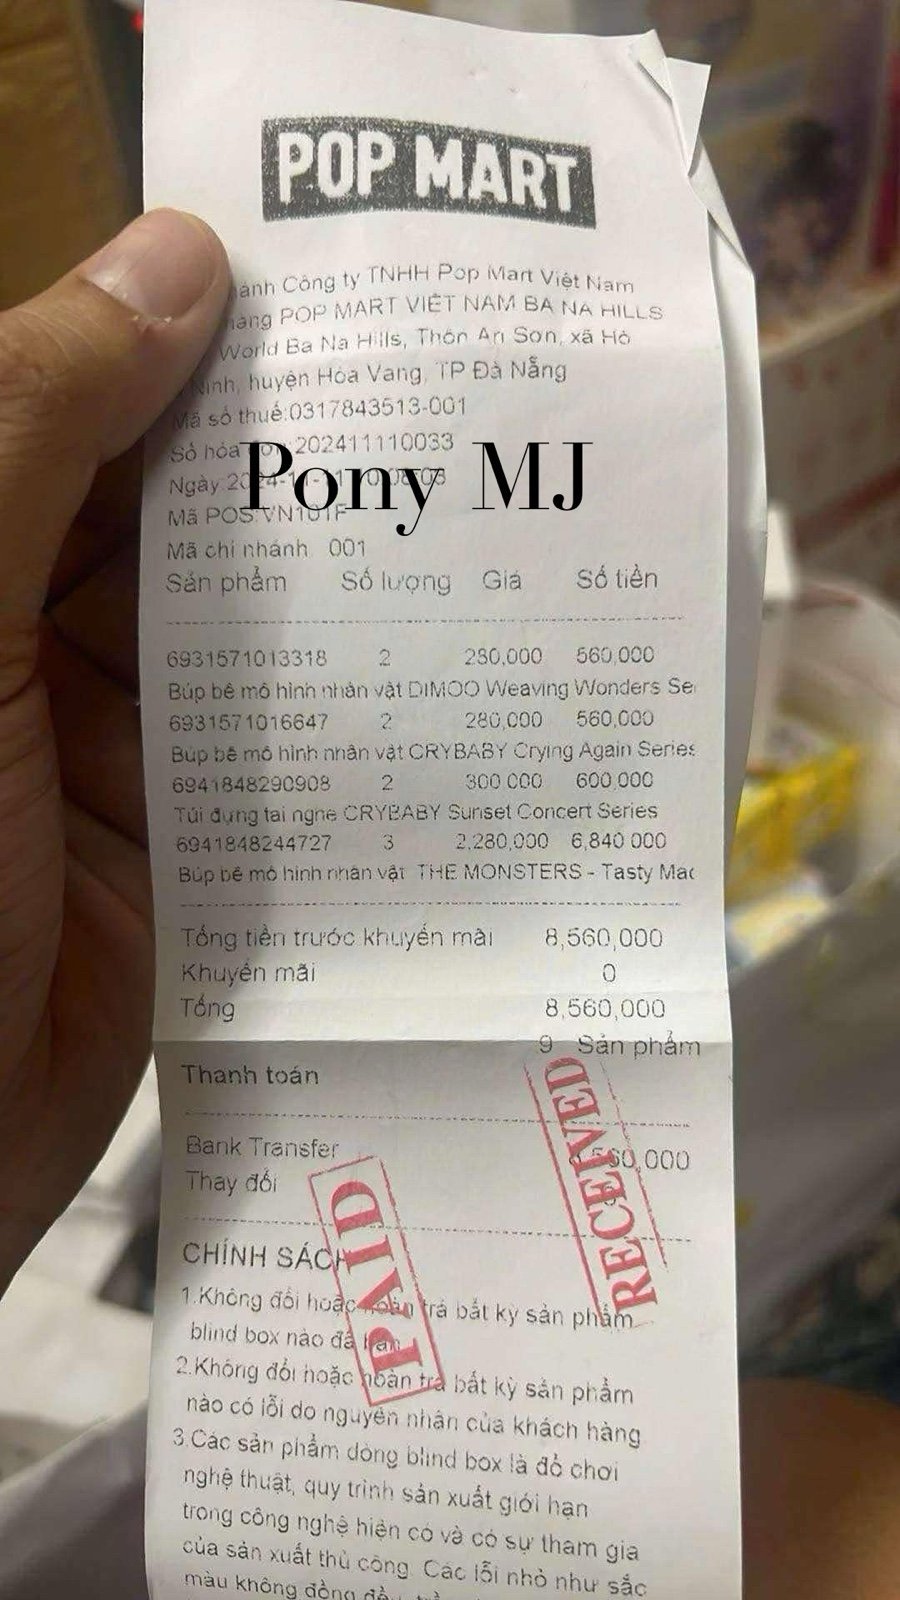 POP MART
ánh Công ty TNHH Pop Mart Việt Nam
hàng POP MART VIỆT NAM BA NA HILLS
World Ba Na Hills, Thôn An Sơn, xã Hò
Ninh, huyện Hòa Vang, TP Đà Nẵng
Mã số thuế:0317843513-001
Số hóa đơn:202411110033
Pony MJ
Ngày
Mã POS:VN101F
Mã chi nhánh 001
Sản phẩm Số lượng Giá Số tiền
6931571013318 2 280,000 560,000
Búp bê mô hình nhân vật DIMOO Weaving Wonders Se
6931571016647 2 280,000 560,000
Búp bê mô hình nhân vật CRYBABY Crying Again Series
6941848290908 2 300 000 600,000
Túi đựng tai nghe CRYBABY Sunset Concert Series
6941848244727 3 2,280,000 6,840 000
Búp bê mô hình nhân vật THE MONSTERS - Tasty Mac
Tổng tiền trước khuyến mãi 8,560,000
Khuyến mãi 0
Tổng 8,560,000
9 Sản phẩm
Thanh toán
Bank Transfer 8,560,000
Thay đổi
RECEIVED
PAID
CHÍNH SÁCH
1.Không đổi hoặc hoàn trả bất kỳ sản phẩm
blind box nào đã bán
2.Không đổi hoặc hoàn trả bất kỳ sản phẩm
nào có lỗi do nguyên nhân của khách hàng
3.Các sản phẩm dòng blind box là đồ chơi
nghệ thuật, quy trình sản xuất giới hạn
trong công nghệ hiện có và có sự tham gia
của sản xuất thủ công. Các lỗi nhỏ như sắc
màu không đồng đều,